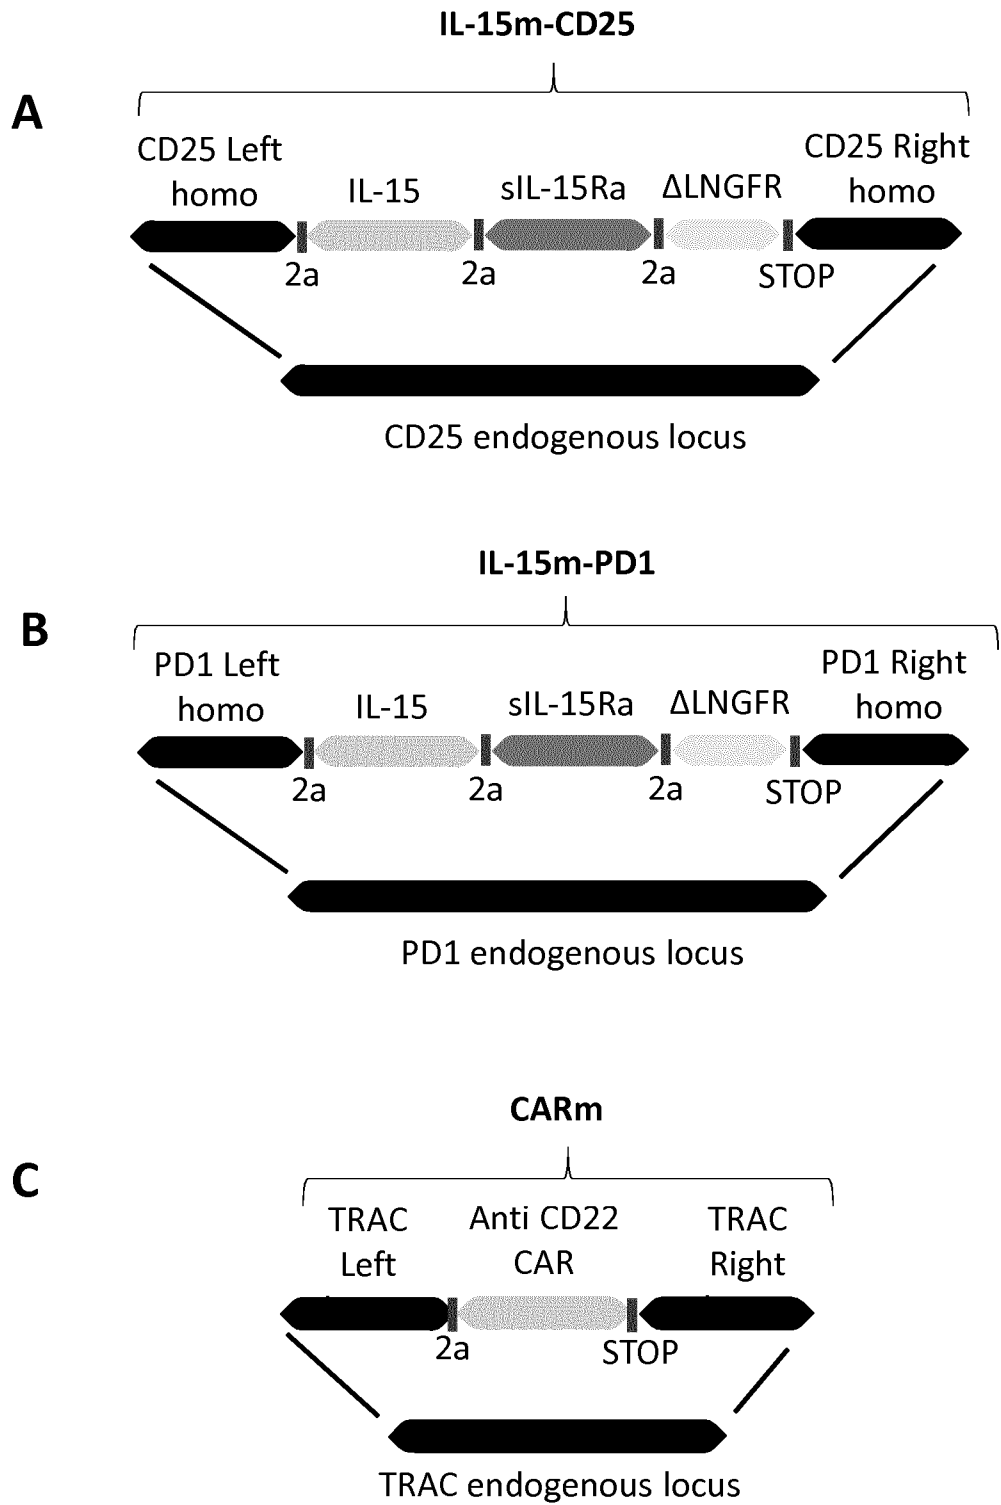 IL-15m-CD25
A
CD25 Left
homo
IL-15
sIL-15Ra
ΔLNGFR
CD25 Right
homo
2a
2a
2a
STOP
CD25 endogenous locus
IL-15m-PD1
B
PD1 Left
homo
IL-15
sIL-15Ra
ΔLNGFR
PD1 Right
homo
2a
2a
2a
STOP
PD1 endogenous locus
CARm
C
TRAC
Left
Anti CD22
CAR
TRAC
Right
2a
STOP
TRAC endogenous locus